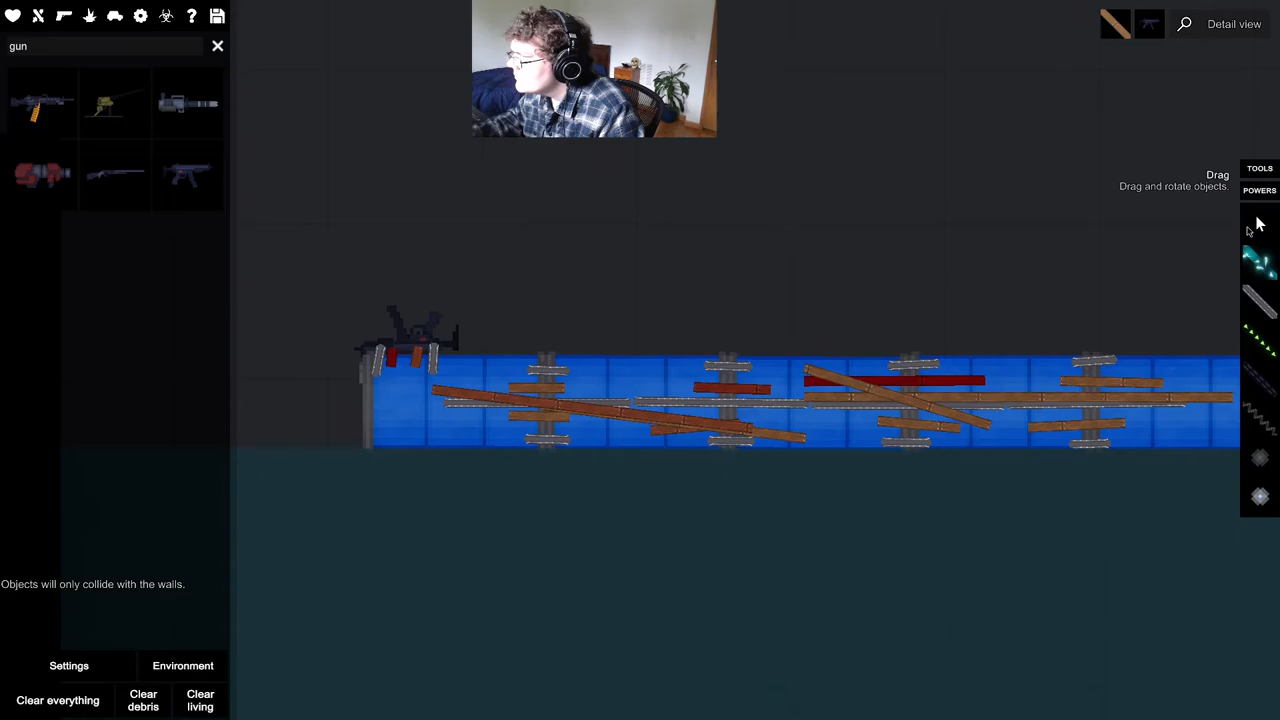 gun
Detail view
TOOLS
POWERS
Drag
Drag and rotate objects.
Objects will only collide with the walls.
Settings
Environment
Clear everything
Clear
debris
Clear
living